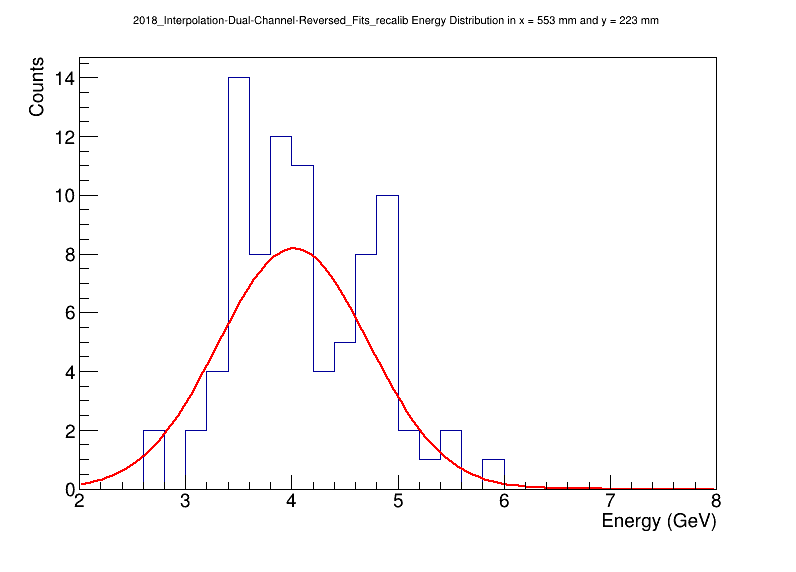 2018_Interpolation-Dual-Channel-Reversed_Fits_recalib Energy Distribution in x = 553 mm and y = 223 mm
Counts
14
12
10
8
6
4
2
0
2 3 4 5 6 7 8
Energy (GeV)